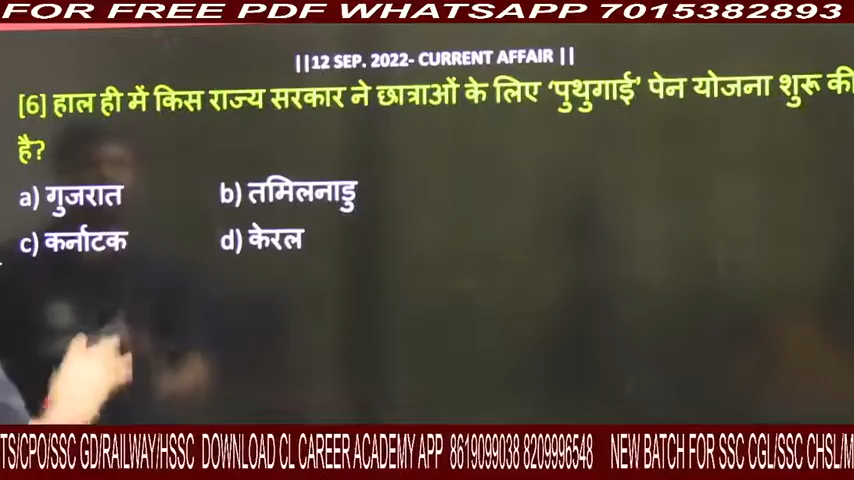 FOR FREE PDF WHATSAPP 7015382893
||12 SEP. 2022- CURRENT AFFAIR ||
[6] हाल ही में किस राज्य सरकार ने छात्राओं के लिए ‘पुथुगाई’ पेन योजना शुरू की
है?
a) गुजरात b) तमिलनाडु
c) कर्नाटक d) केरल
TS/CPO/SSC GD/RAILWAY/HSSC DOWNLOAD CL CAREER ACADEMY APP 8619099038 8209996548 NEW BATCH FOR SSC CGL/SSC CHSL/M